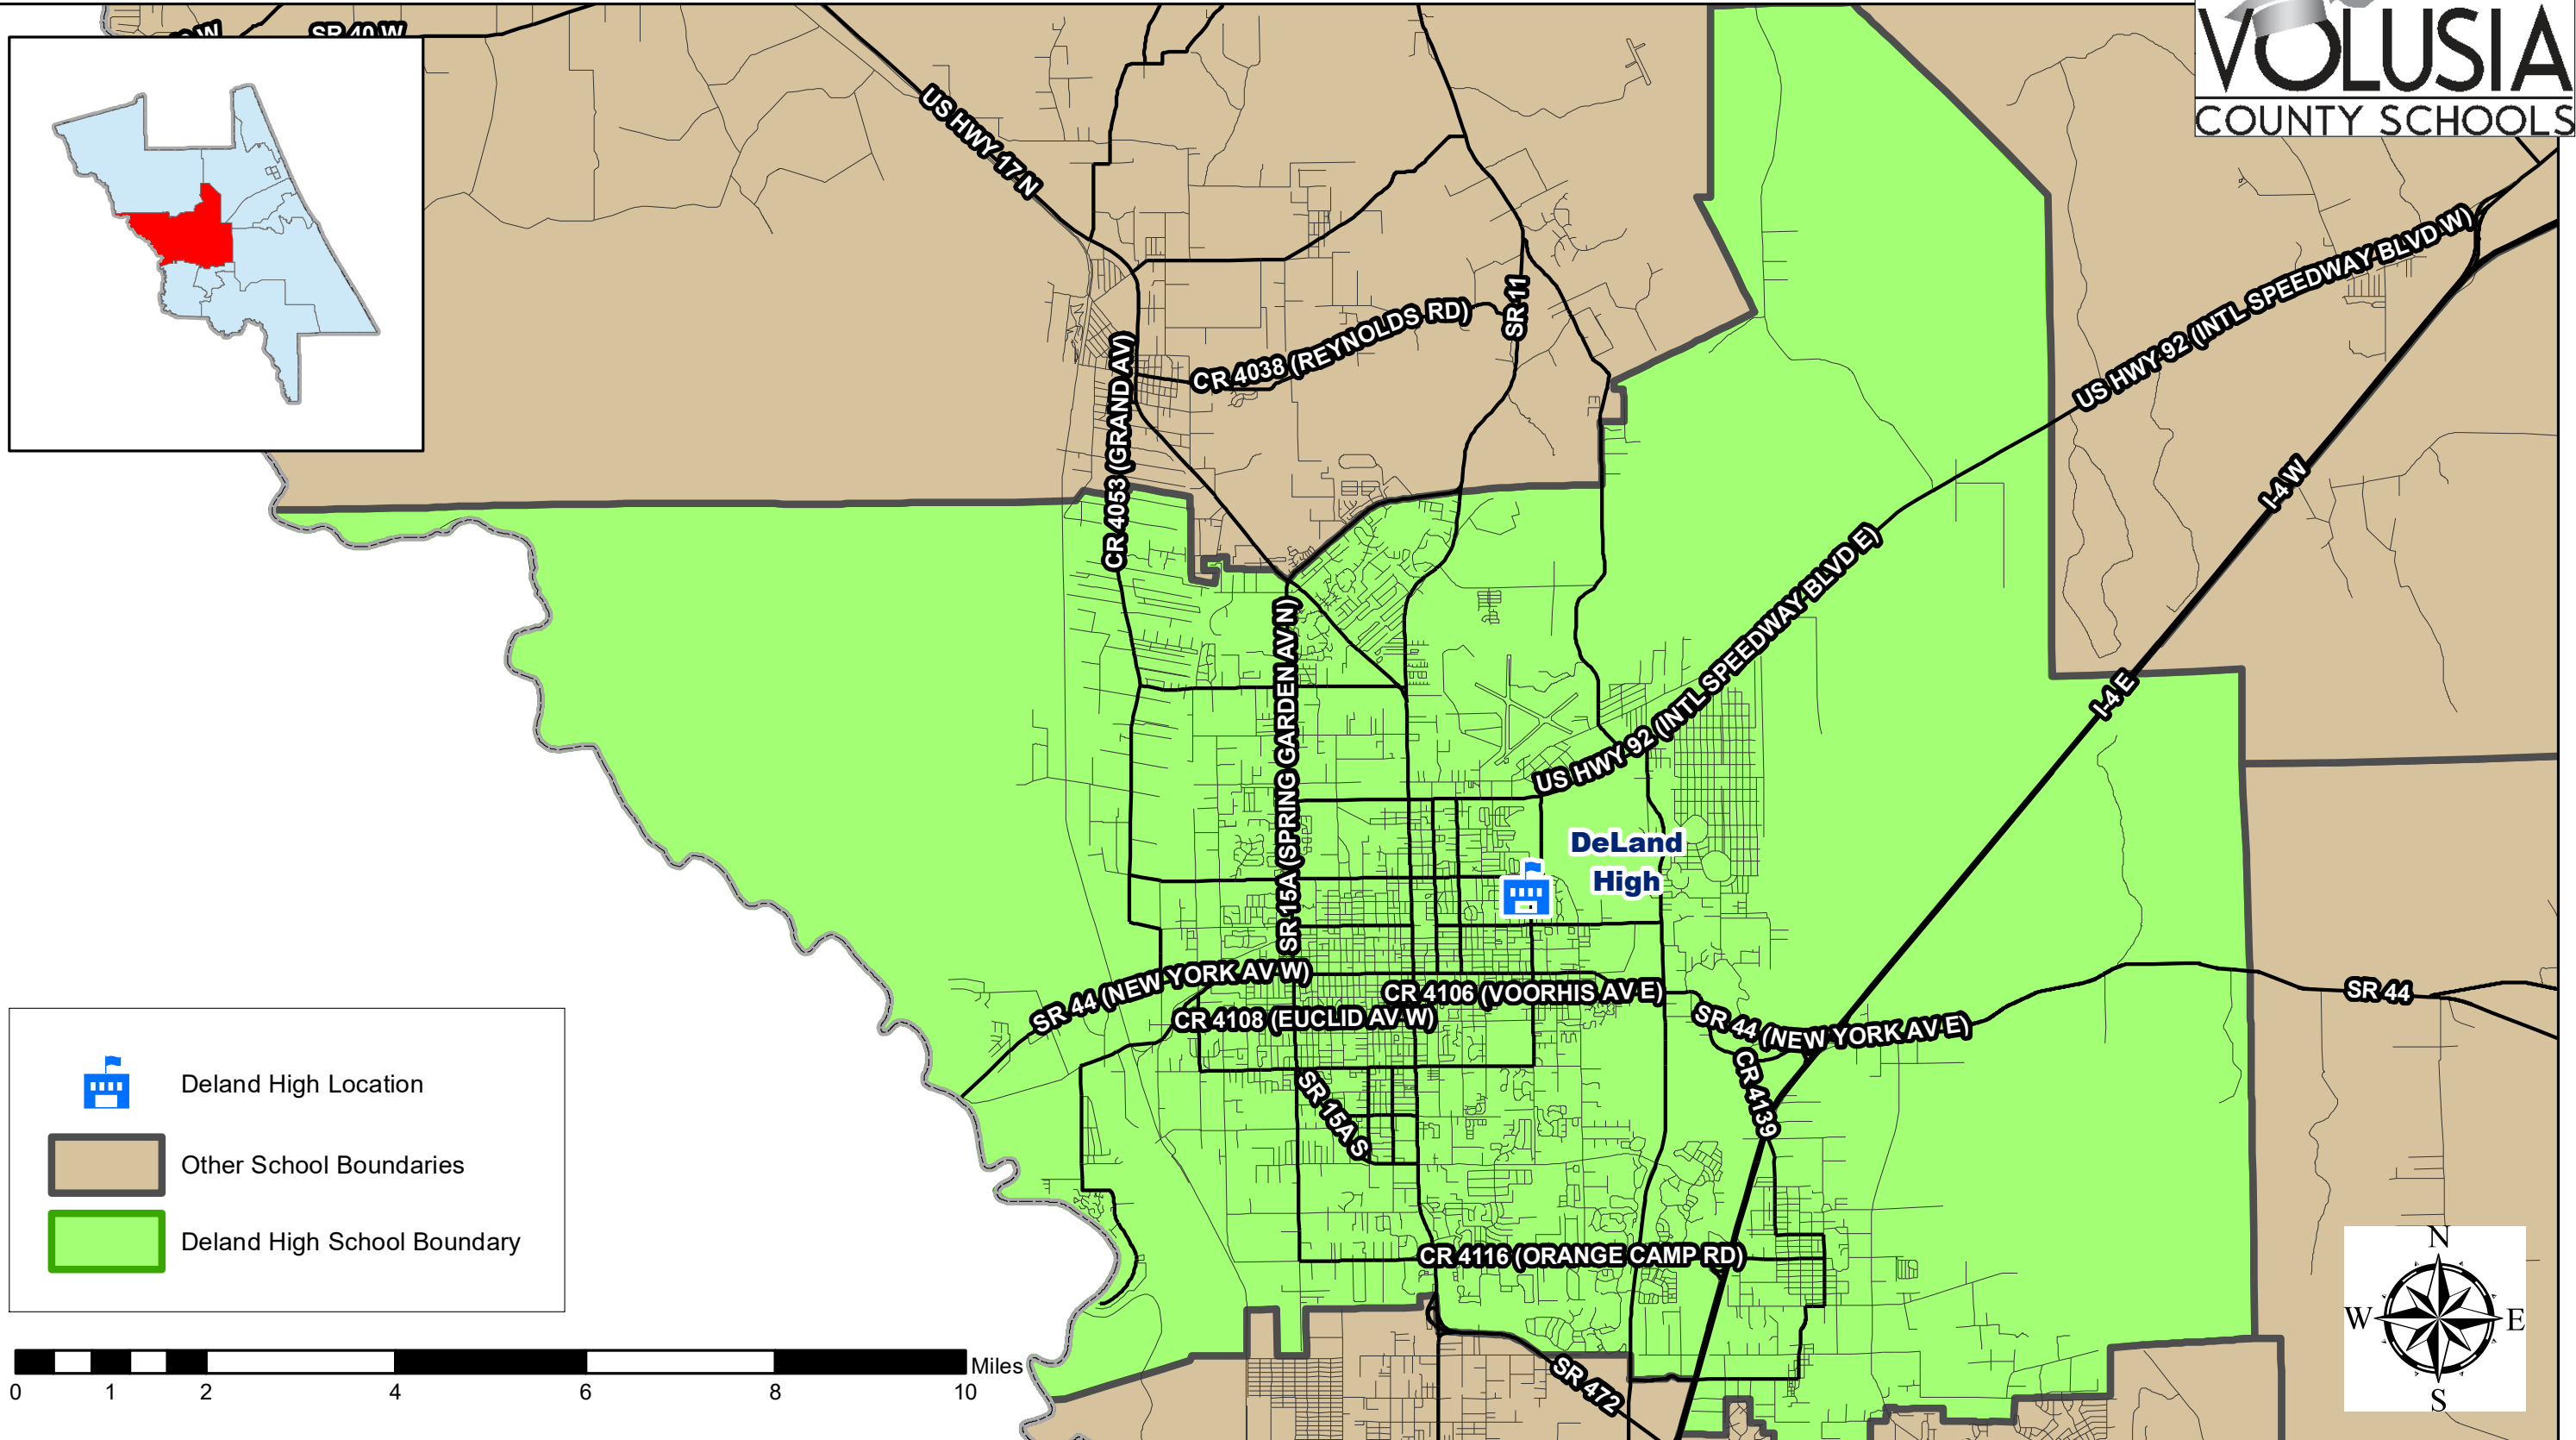 SR 40 W
VOLUSIA
COUNTY SCHOOLS
US HWY 17 N
US HWY 92 (INTL SPEEDWAY BLVD W)
SR 11
CR 4038 (REYNOLDS RD)
CR 4053 (GRAND AV)
I-4 W
US HWY 92 (INTL SPEEDWAY BLVD E)
SR 15A (SPRING GARDEN AV N)
I-4 E
DeLand
High
SR 44 (NEW YORK AV W)
CR 4106 (VOORHIS AV E)
SR 44
CR 4108 (EUCLID AV W)
SR 44 (NEW YORK AV E)
CR 4139
SR 15A S
CR 4116 (ORANGE CAMP RD)
SR 472
Deland High Location
Other School Boundaries
Deland High School Boundary
Miles
0 1 2 4 6 8 10
N
W E
S